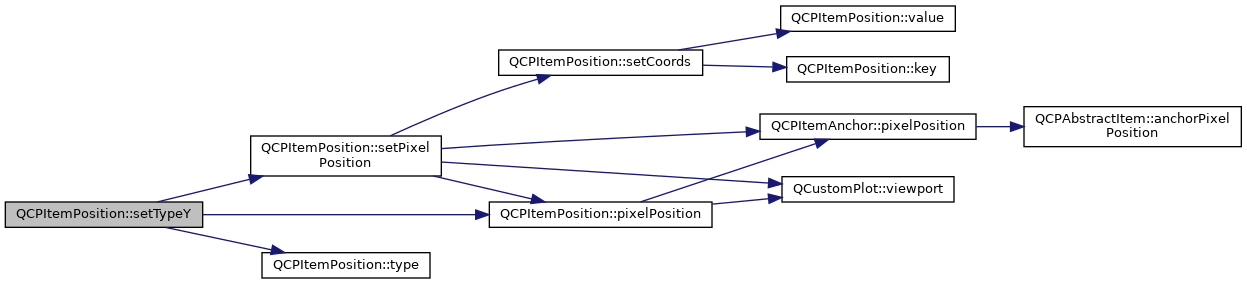 QCPItemPosition::value
QCPItemPosition::setCoords
QCPItemPosition::key
QCPItemAnchor::pixelPosition
QCPAbstractItem::anchorPixel
Position
QCPItemPosition::setPixel
Position
QCustomPlot::viewport
QCPItemPosition::setTypeY
QCPItemPosition::pixelPosition
QCPItemPosition::type